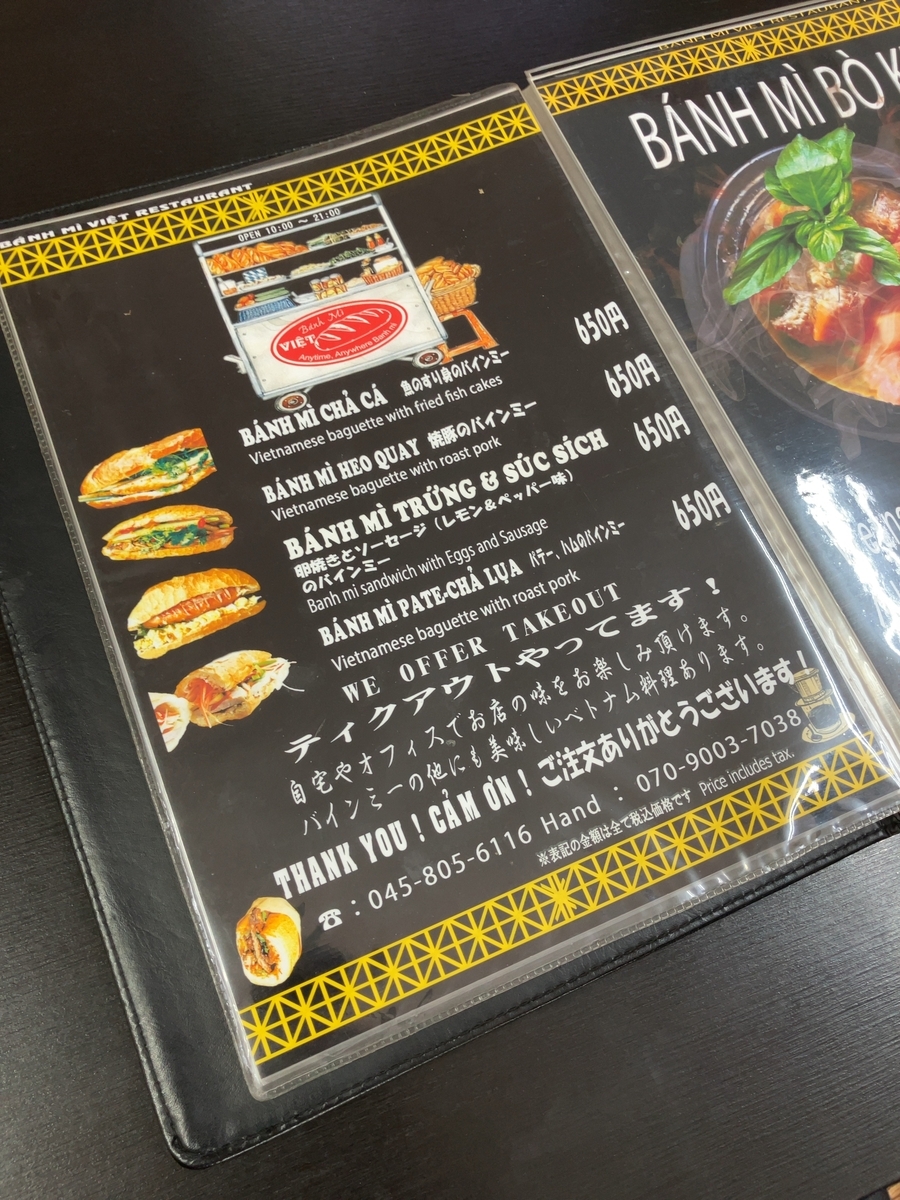 BÁNH MÌ VIỆT RESTAURANT
OPEN 10:00 ～ 21:00
Bánh Mì
VIỆT
Anytime, Anywhere Banh mi
BÁNH MÌ CHẢ CÁ 魚のすり身のバインミー 650円
Vietnamese baguette with fried fish cakes
BÁNH MÌ HEO QUAY 焼豚のバインミー 650円
Vietnamese baguette with roast pork
BÁNH MÌ TRỨNG & SÚC SÍCH 650円
卵焼きとソーセージ（レモン&ペッパー味）
のバインミー
Banh mi sandwich with Eggs and Sausage
BÁNH MÌ PATE-CHẢ LỤA パテー、ハムのバインミー 650円
Vietnamese baguette with roast pork
WE OFFER TAKEOUT
ティクアウトやってます！
自宅やオフィスでお店の味をお楽しみ頂けます。
バインミーの他にも美味しいベトナム料理あります。
THANK YOU ! CẢM ƠN ! ご注文ありがとうございます!
☎ : 045-805-6116 Hand : 070-9003-7038
※表記の金額は全て税込価格です Price includes tax.
BÁNH MÌ VIỆT RESTAURANT
BÁNH MÌ BÒ